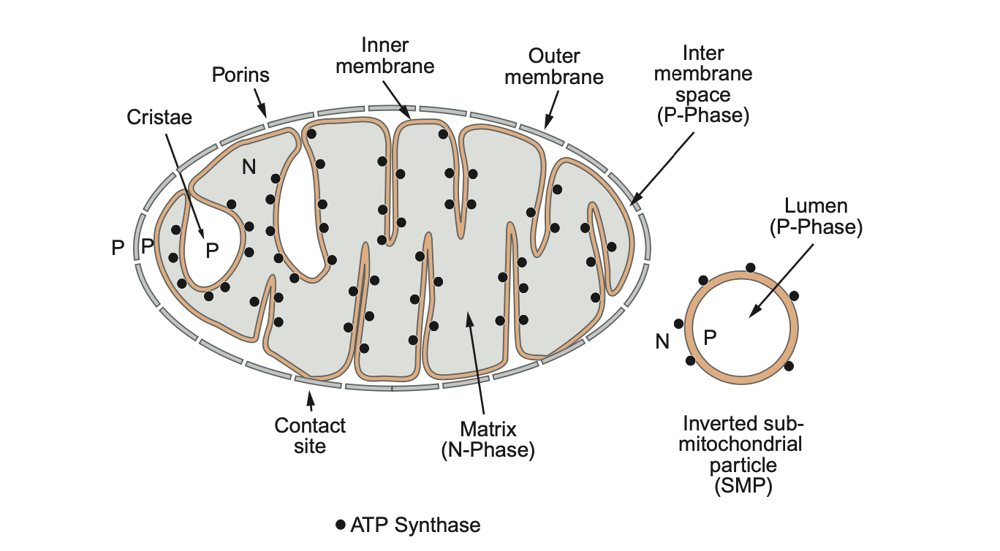 Inner
membrane
Outer
membrane
Inter
membrane
space
(P-Phase)
Porins
Cristae
N
P
P
P
Lumen
(P-Phase)
N
P
Contact
site
Matrix
(N-Phase)
Inverted sub-
mitochondrial
particle
(SMP)
ATP Synthase